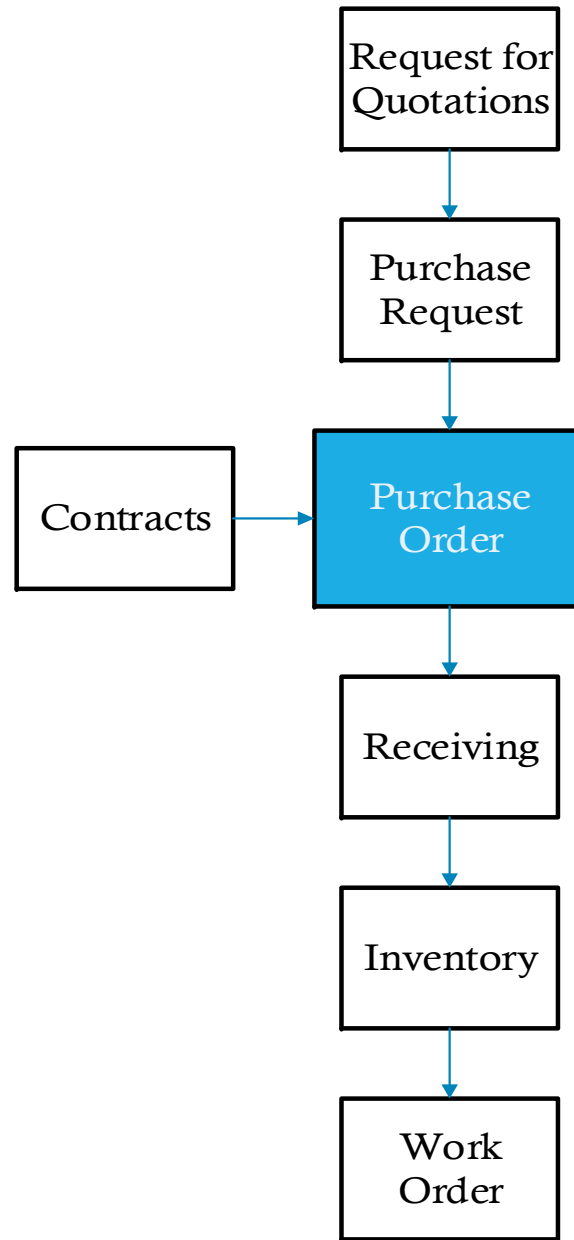 Request for
Quotations
Purchase
Request
Contracts
Purchase
Order
Receiving
Inventory
Work
Order